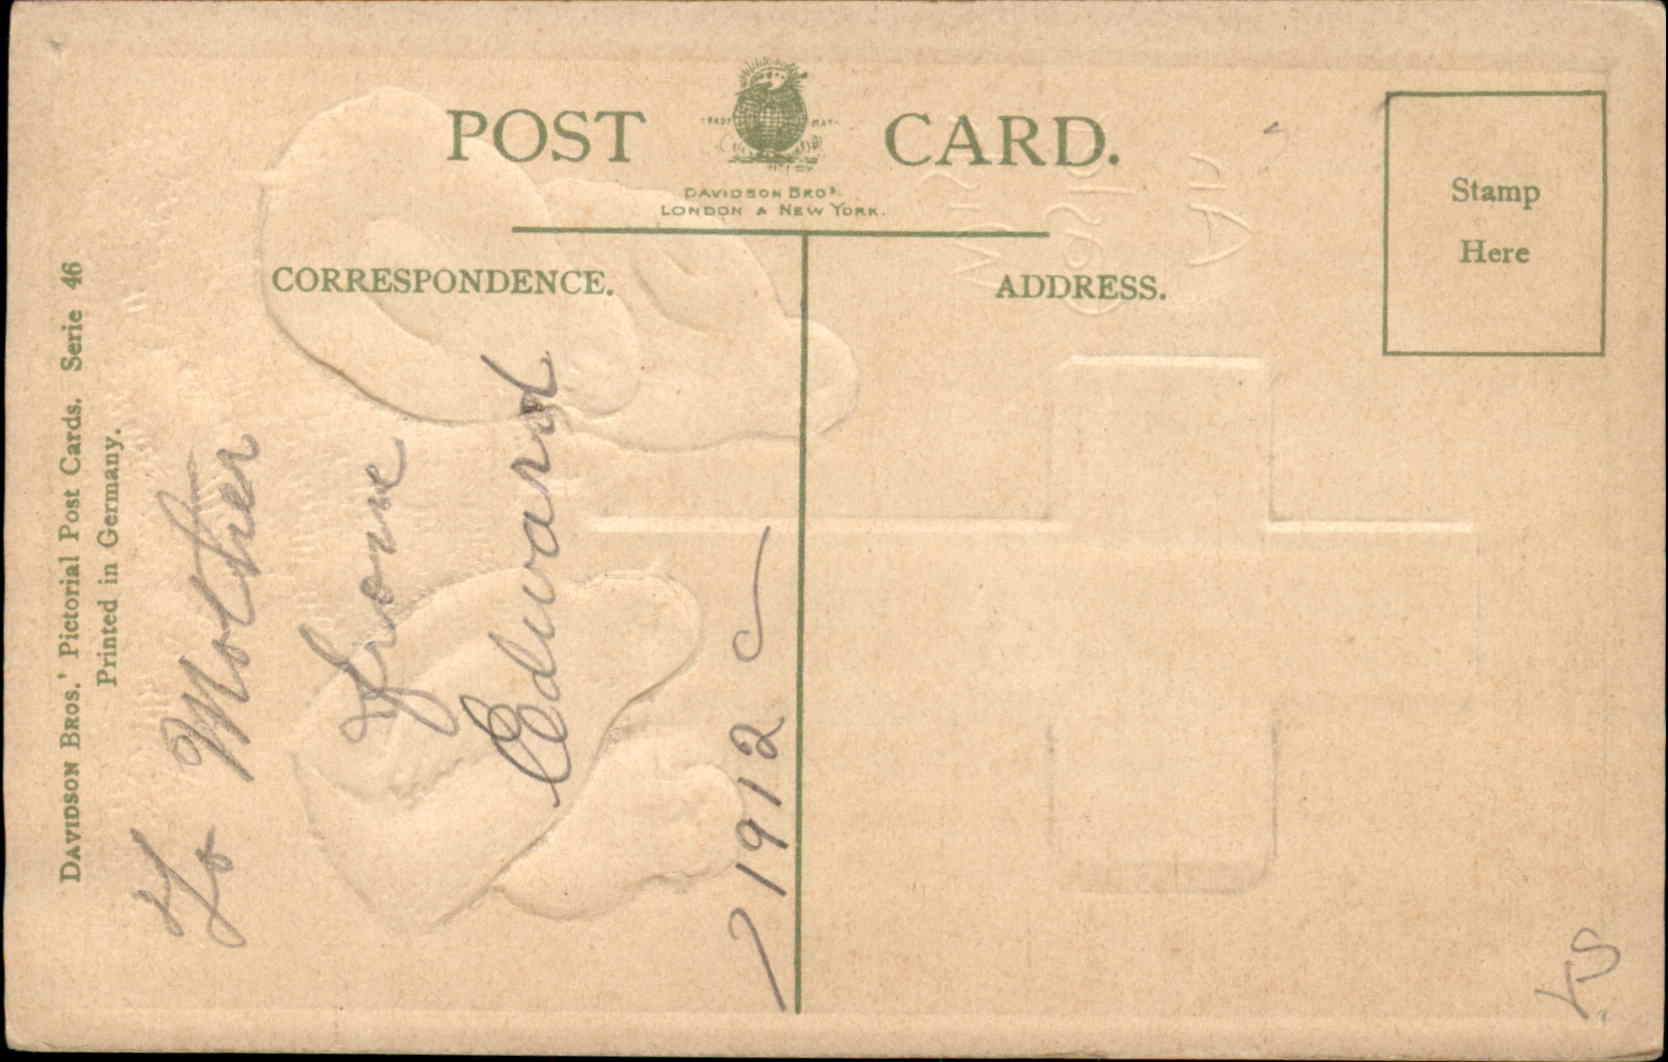 POST CARD.
DAVIDSON BROS.
LONDON & NEW YORK.
Stamp
Here
CORRESPONDENCE.
ADDRESS.
DAVIDSON BROS.' Pictorial Post Cards. Serie 46
Printed in Germany.
To Mother
from
Edward
1912